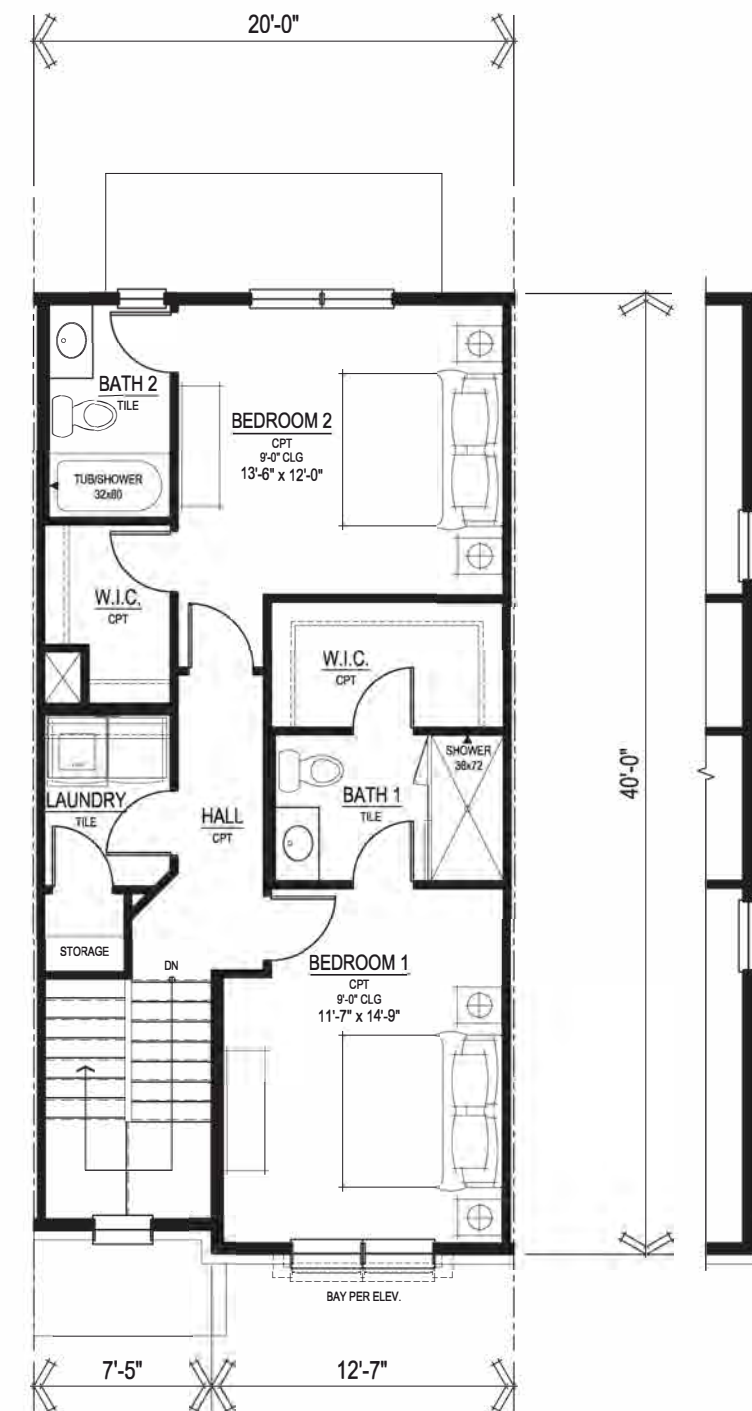 20'-0"
BATH 2
TILE
BEDROOM 2
CPT
9'-0" CLG
13'-6" x 12'-0"
TUB/SHOWER
32x60
W.I.C.
CPT
W.I.C.
CPT
SHOWER
36x72
40'-0"
LAUNDRY
TILE
BATH 1
TILE
HALL
CPT
STORAGE
DN
BEDROOM 1
CPT
9'-0" CLG
11'-7" x 14'-9"
BAY PER ELEV.
7'-5"
12'-7"